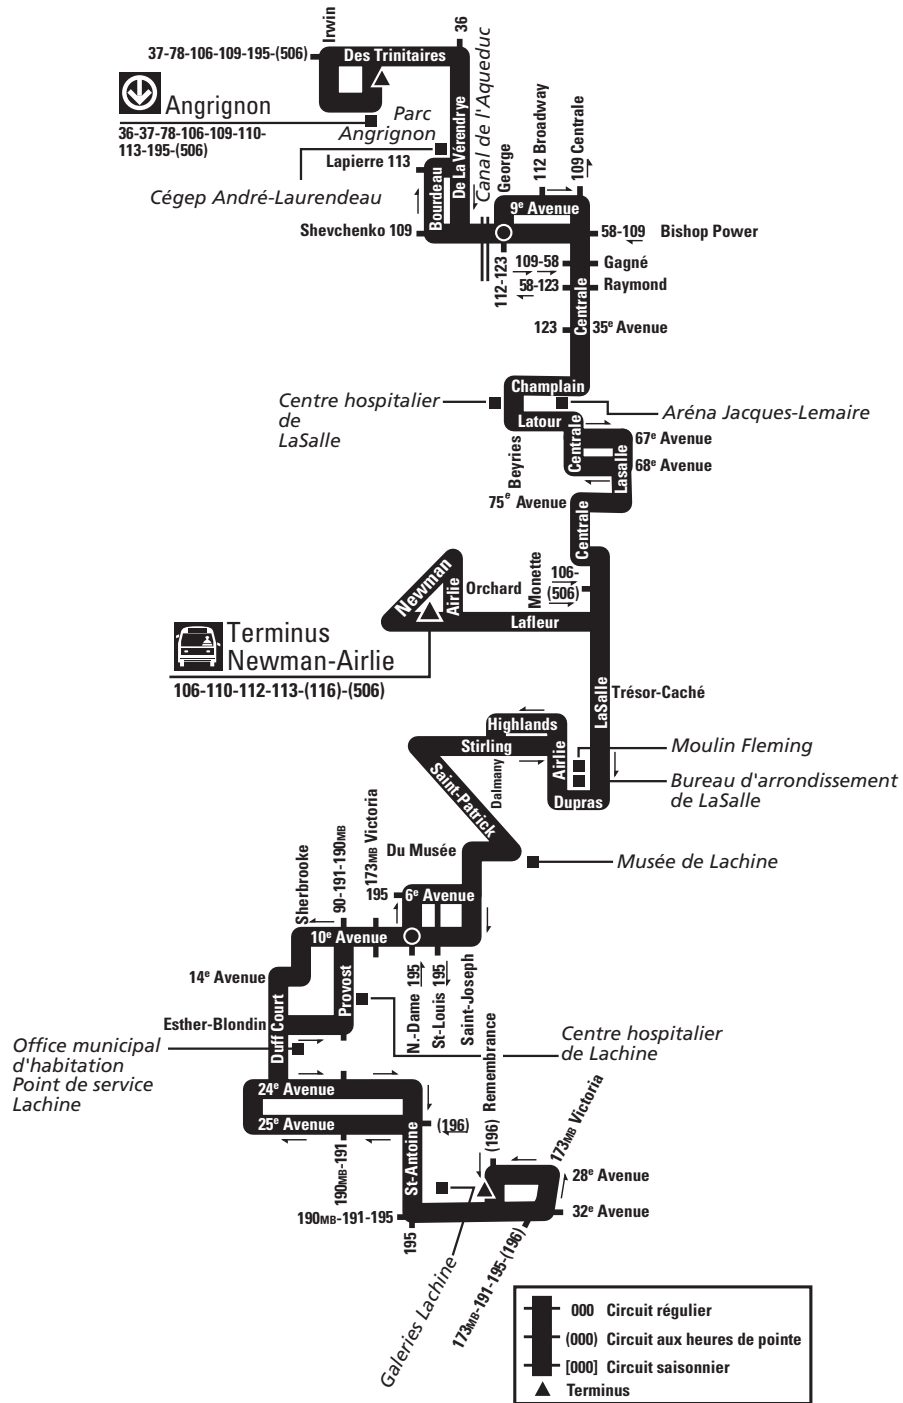 Irwin
36
37-78-106-109-195-(506)
Des Trinitaires
Angrignon
36-37-78-106-109-110-
113-195-(506)
Parc
Angrignon
Canal de l'Aqueduc
De La Vérendrye
Lapierre 113
Cégep André-Laurendeau
Bourdeau
George
112 Broadway
109 Centrale
9e Avenue
Shevchenko 109
58-109 Bishop Power
112-123
109-58
Gagné
58-123
Raymond
Centrale
123
35e Avenue
Champlain
Centre hospitalier
de
LaSalle
Aréna Jacques-Lemaire
Latour
Beyries
Centrale
67e Avenue
Lasalle
68e Avenue
75e Avenue
Centrale
Newman
Airlie
Orchard
Monette
106-
(506)
Lafleur
Terminus
Newman-Airlie
106-110-112-113-(116)-(506)
LaSalle
Trésor-Caché
Highlands
Stirling
Dalmany
Airlie
Moulin Fleming
Bureau d'arrondissement
de LaSalle
Dupras
Saint-Patrick
Du Musée
Musée de Lachine
Sherbrooke
90-191-190MB
173MB Victoria
195
6e Avenue
10e Avenue
14e Avenue
Provost
N.-Dame 195
St-Louis 195
Saint-Joseph
Esther-Blondin
Duff Court
Centre hospitalier
de Lachine
Office municipal
d'habitation
Point de service
Lachine
24e Avenue
25e Avenue
(196)
(196) Remembrance
173MB Victoria
190MB-191
St-Antoine
28e Avenue
32e Avenue
190MB-191-195
195
Galeries Lachine
173MB-191-195-(196)
000 Circuit régulier
(000) Circuit aux heures de pointe
[000] Circuit saisonnier
Terminus